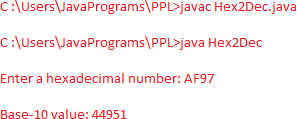 C :\Users\JavaPrograms\PPL>javac Hex2Dec.java
C :\Users\JavaPrograms\PPL>java Hex2Dec
Enter a hexadecimal number: AF97
Base-10 value: 44951